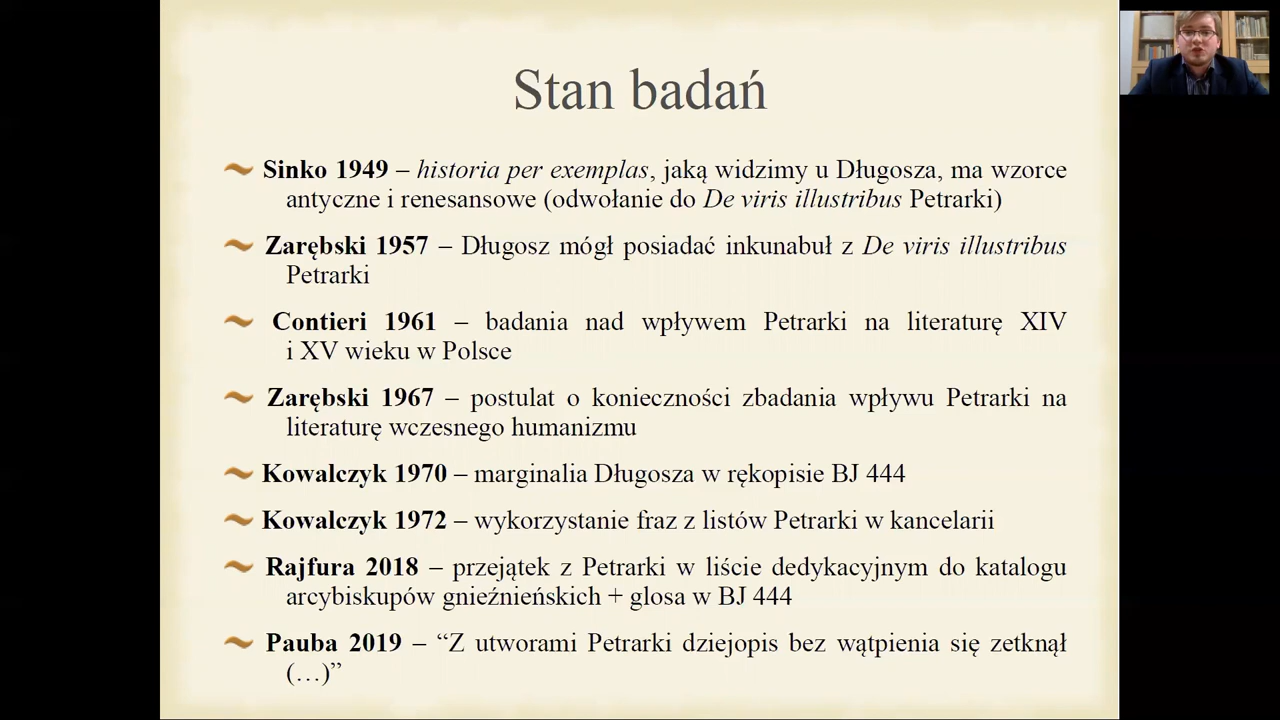 Stan badań
Sinko 1949 – historia per exemplas, jaką widzimy u Długosza, ma wzorce
antyczne i renesansowe (odwołanie do De viris illustribus Petrarki)
Zarębski 1957 – Długosz mógł posiadać inkunabuł z De viris illustribus
Petrarki
Contieri 1961 – badania nad wpływem Petrarki na literaturę XIV
i XV wieku w Polsce
Zarębski 1967 – postulat o konieczności zbadania wpływu Petrarki na
literaturę wczesnego humanizmu
Kowalczyk 1970 – marginalia Długosza w rękopisie BJ 444
Kowalczyk 1972 – wykorzystanie fraz z listów Petrarki w kancelarii
Rajfura 2018 – przejątek z Petrarki w liście dedykacyjnym do katalogu
arcybiskupów gnieźnieńskich + glosa w BJ 444
Pauba 2019 – “Z utworami Petrarki dziejopis bez wątpienia się zetknął
(…)”